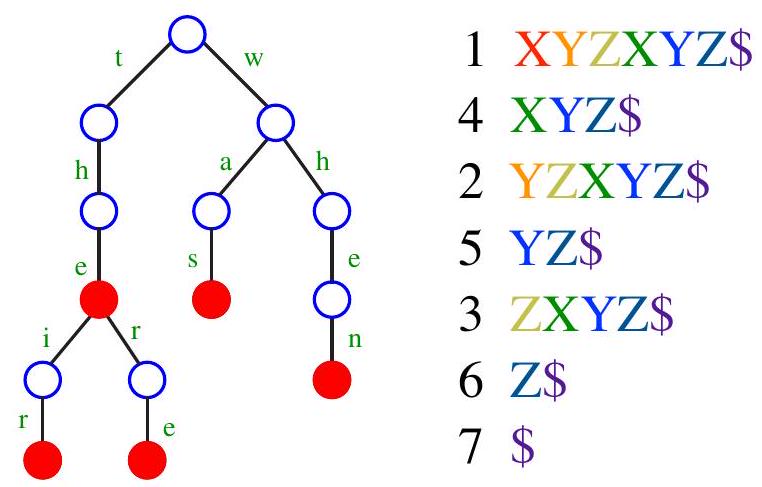 t w
h a h
e s e
i r n
r e
1 XYZXYZ$
4 XYZ$
2 YZXYZ$
5 YZ$
3 ZXYZ$
6 Z$
7 $